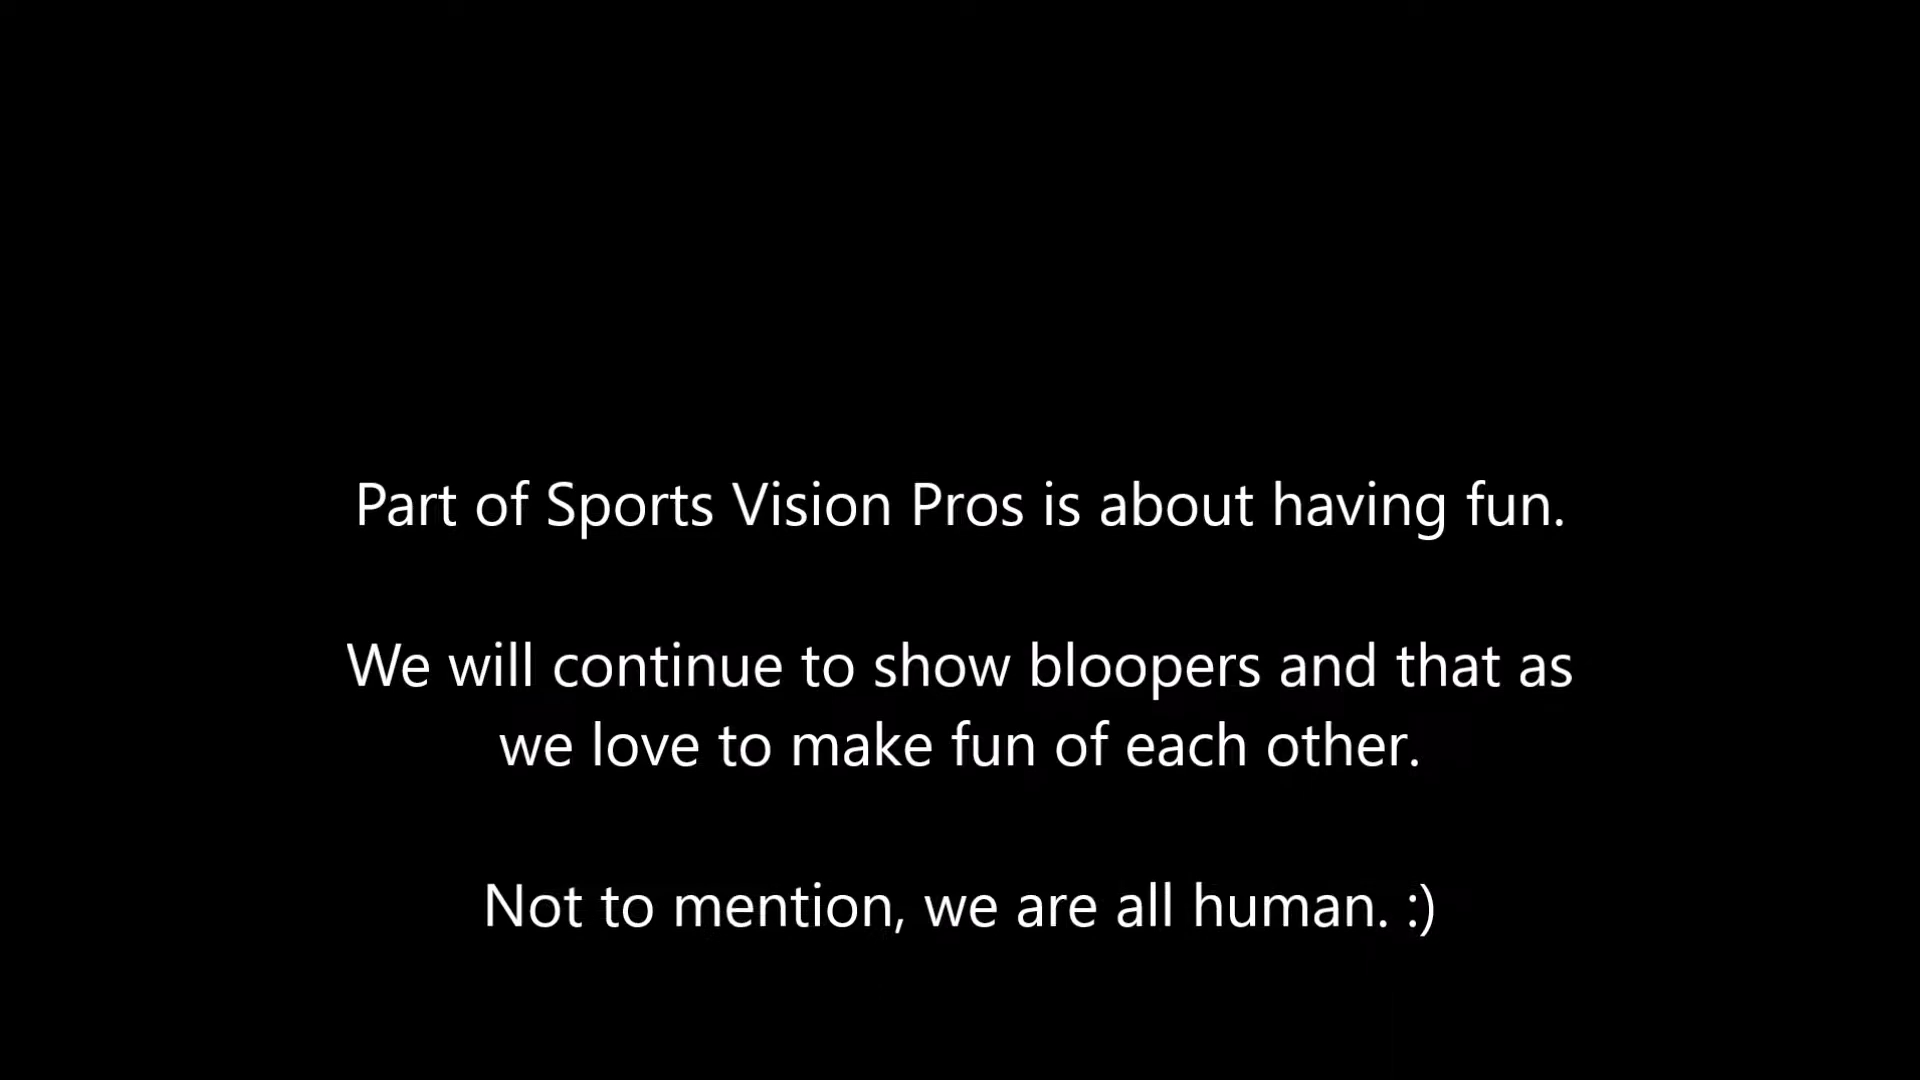 Part of Sports Vision Pros is about having fun.
We will continue to show bloopers and that as
we love to make fun of each other.
Not to mention, we are all human. :)